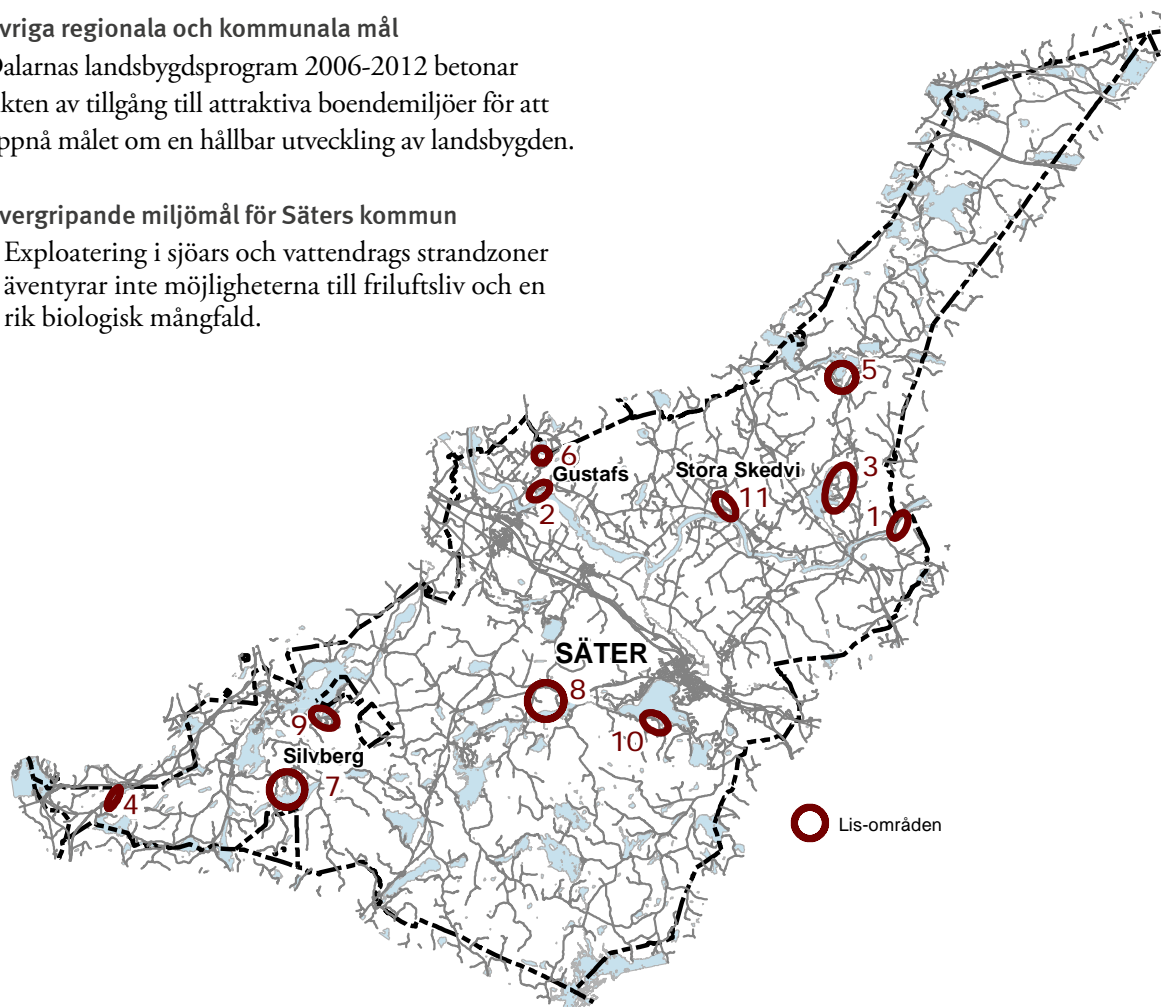 vriga regionala och kommunala mål
Dalarnas landsbygdsprogram 2006-2012 betonar
ikten av tillgång till attraktiva boendemiljöer för att
ppnå målet om en hållbar utveckling av landsbygden.
vergripande miljömål för Säters kommun
Exploatering i sjöars och vattendrags strandzoner
äventyrar inte möjligheterna till friluftsliv och en
rik biologisk mångfald.
5
6
Gustafs
Stora Skedvi
3
2
11
1
SÄTER
8
9
10
Silvberg
7
4
Lis-områden